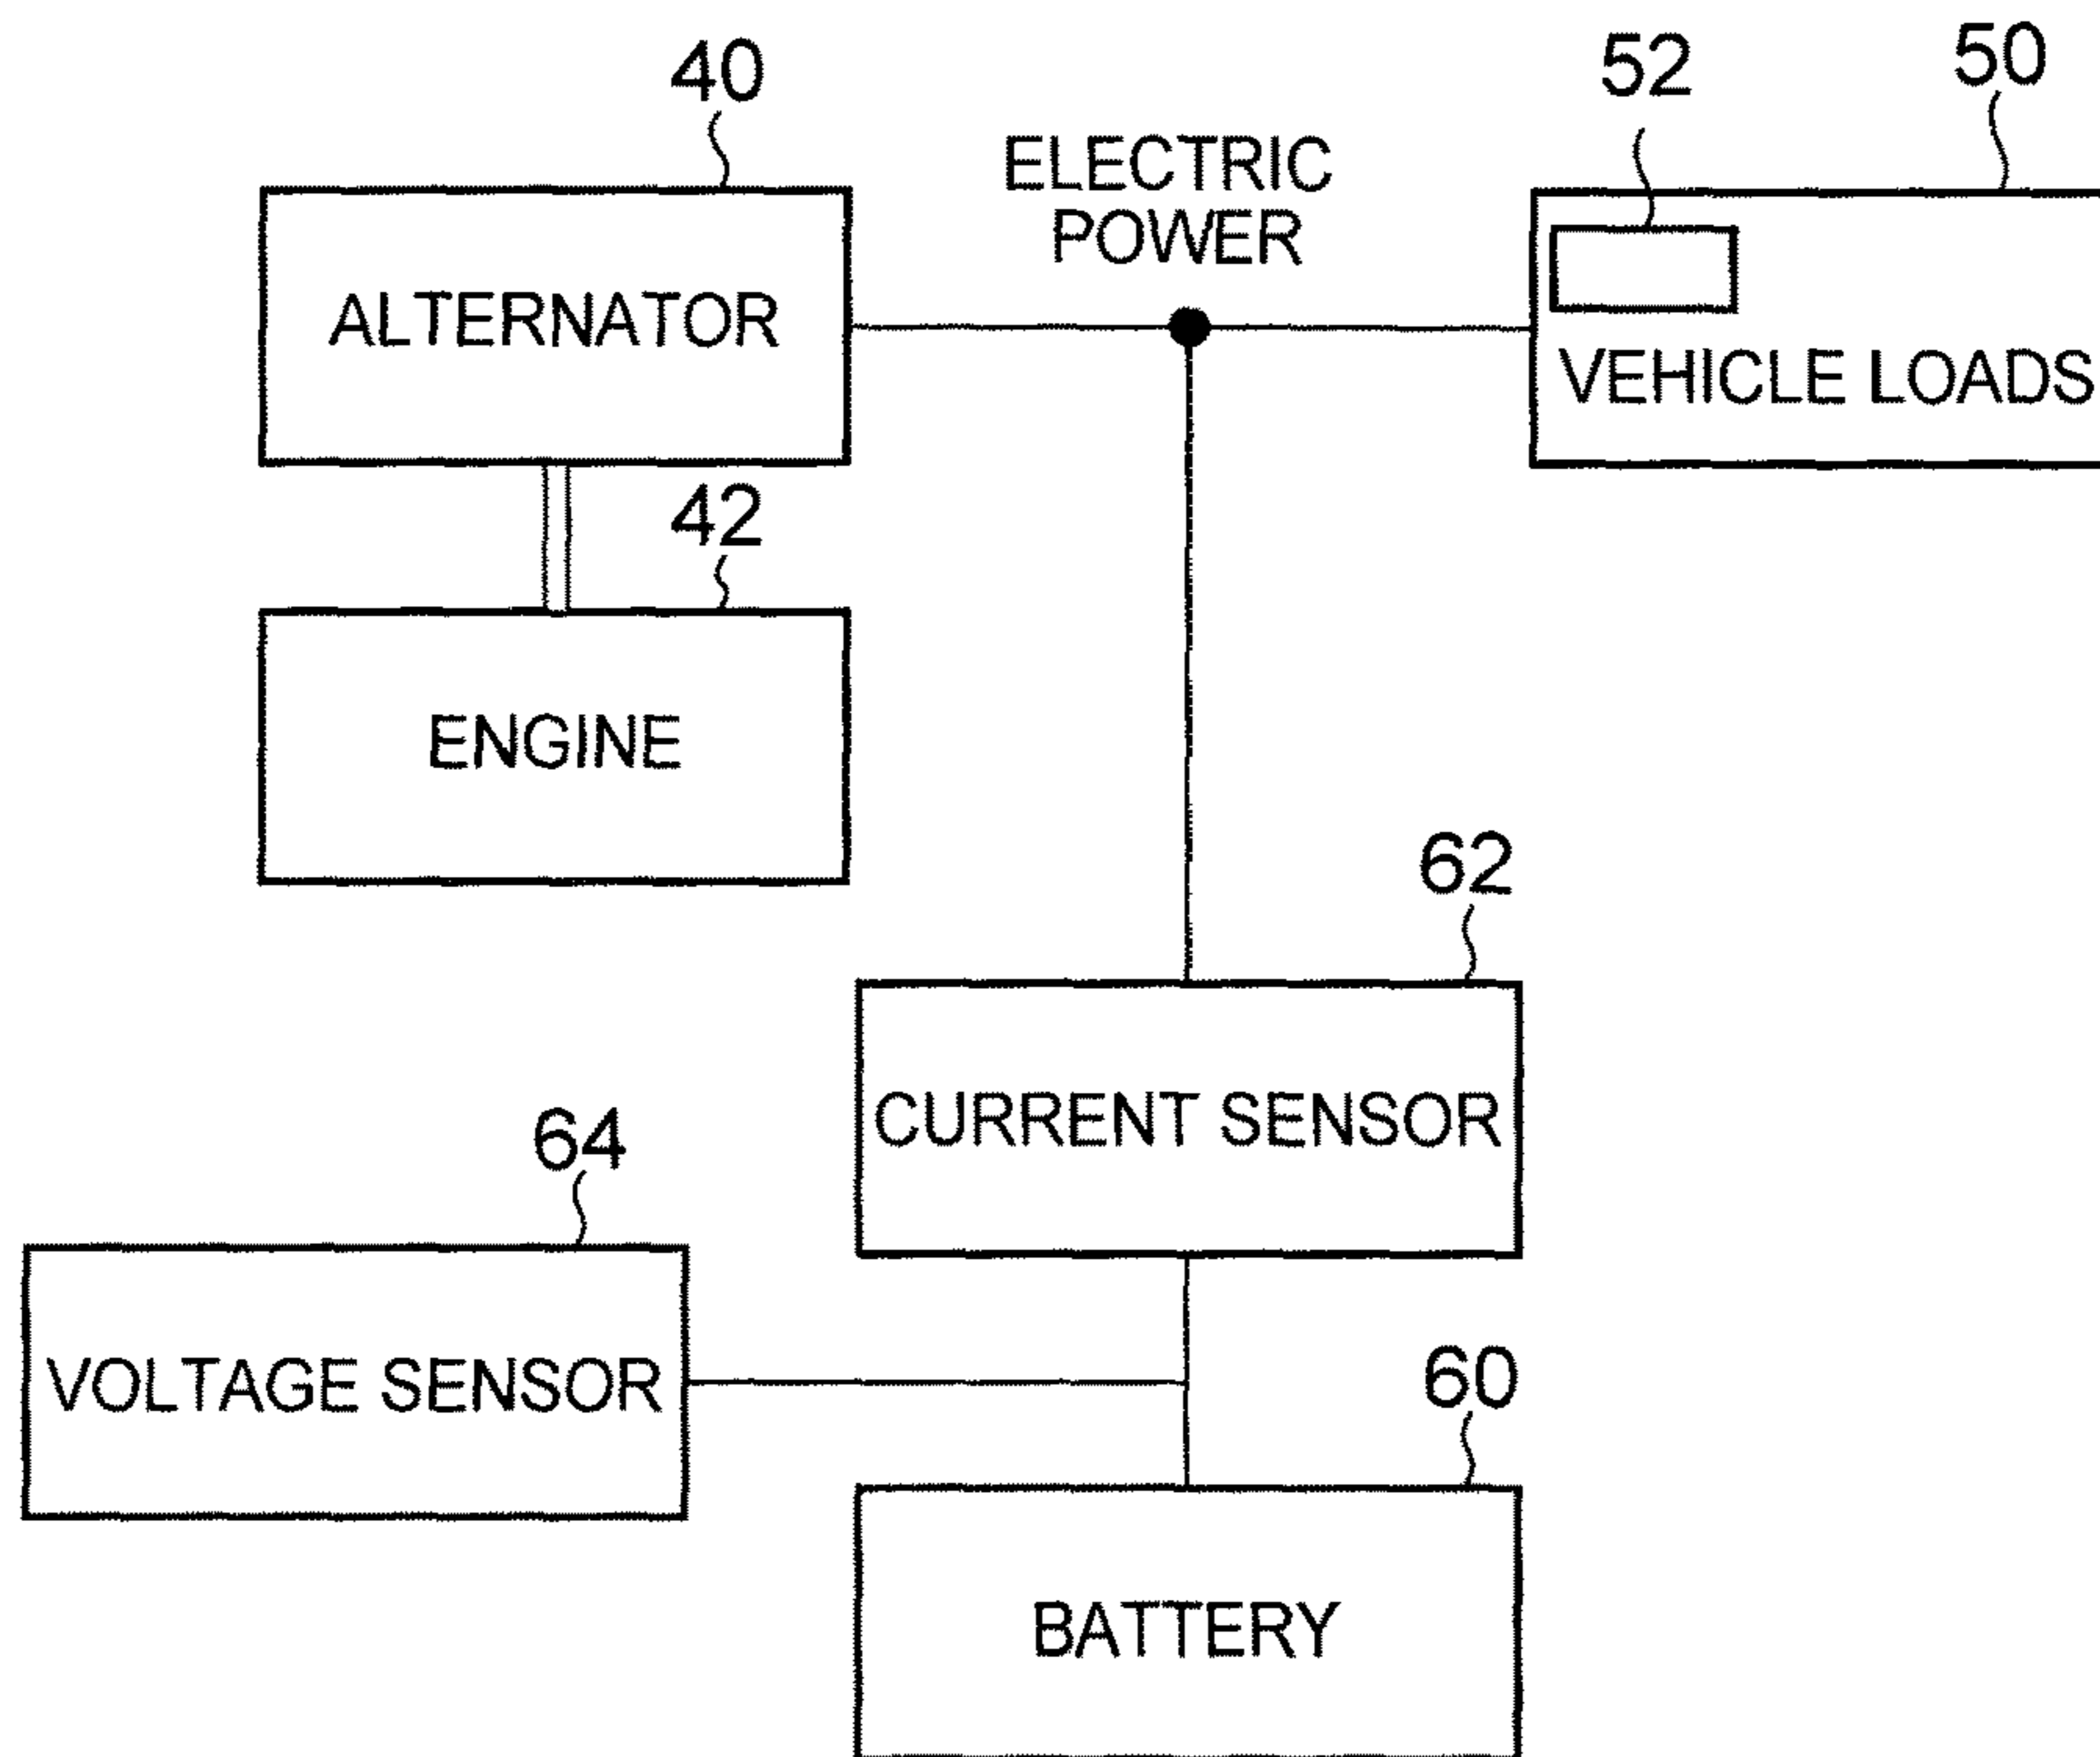 40
52
50
ELECTRIC
POWER
ALTERNATOR
VEHICLE LOADS
42
ENGINE
62
CURRENT SENSOR
64
VOLTAGE SENSOR
60
BATTERY